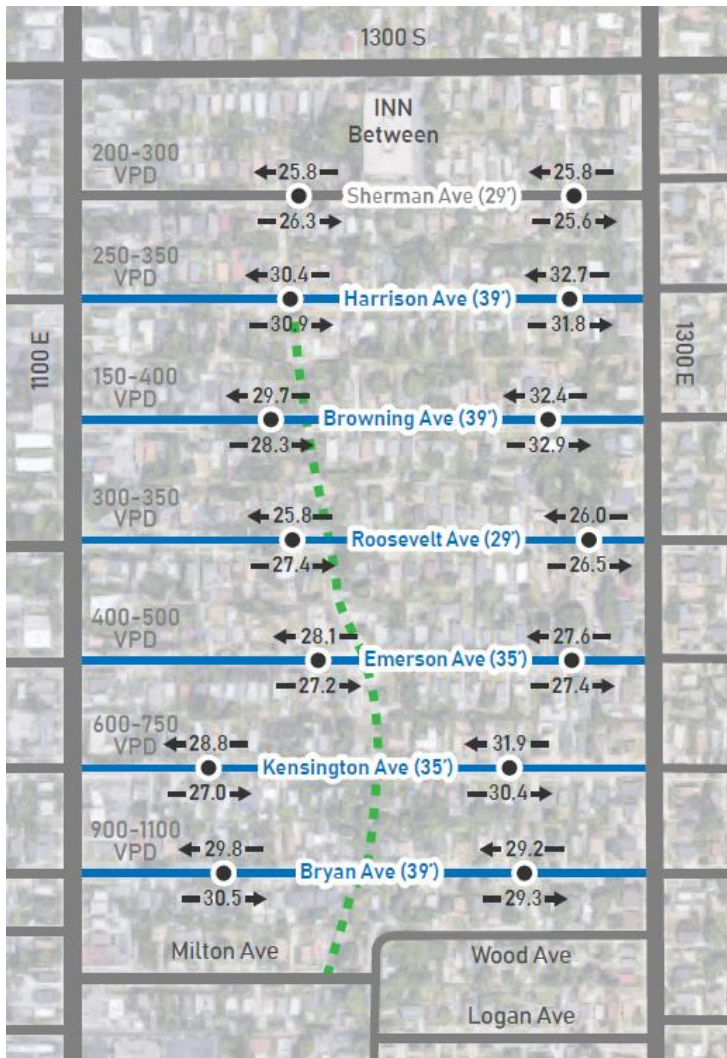 1300 S
INN
Between
200-300
VPD
25.8
25.8
Sherman Ave (29')
26.3
25.6
250-350
VPD
30.4
32.7
Harrison Ave (39')
30.9
31.8
1100 E
1300 E
150-400
VPD
29.7
32.4
Browning Ave (39')
28.3
32.9
300-350
VPD
25.8
26.0
Roosevelt Ave (29')
27.4
26.5
400-500
VPD
28.1
27.6
Emerson Ave (35')
27.2
27.4
600-750
VPD
28.8
31.9
Kensington Ave (35')
27.0
30.4
900-1100
VPD
29.8
29.2
Bryan Ave (39')
30.5
29.3
Milton Ave
Wood Ave
Logan Ave